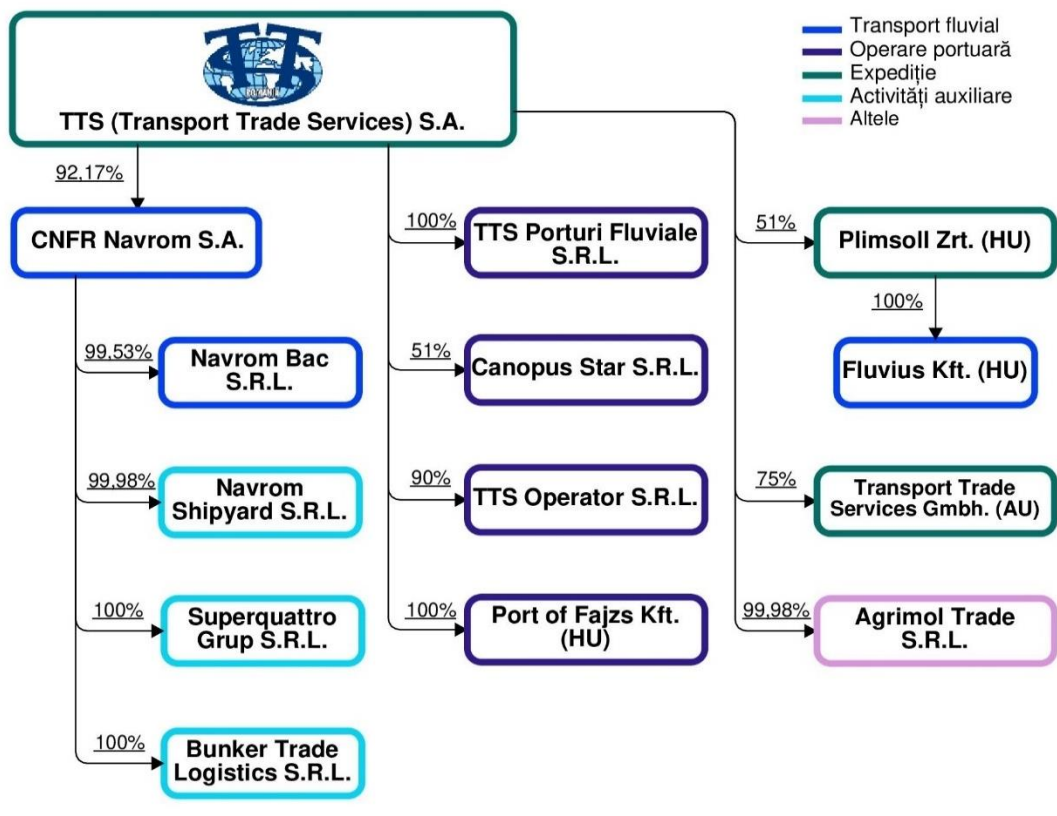 Transport fluvial
Operare portuară
Expediție
Activități auxiliare
Altele
ROMANIA
TTS (Transport Trade Services) S.A.
92,17%
CNFR Navrom S.A.
99,53%
Navrom Bac
S.R.L.
99,98%
Navrom
Shipyard S.R.L.
100%
Superquattro
Grup S.R.L.
100%
Bunker Trade
Logistics S.R.L.
100%
TTS Porturi Fluviale
S.R.L.
51%
Canopus Star S.R.L.
90%
TTS Operator S.R.L.
100%
Port of Fajzs Kft.
(HU)
51%
Plimsoll Zrt. (HU)
100%
Fluvius Kft. (HU)
75%
Transport Trade
Services Gmbh. (AU)
99,98%
Agrimol Trade
S.R.L.